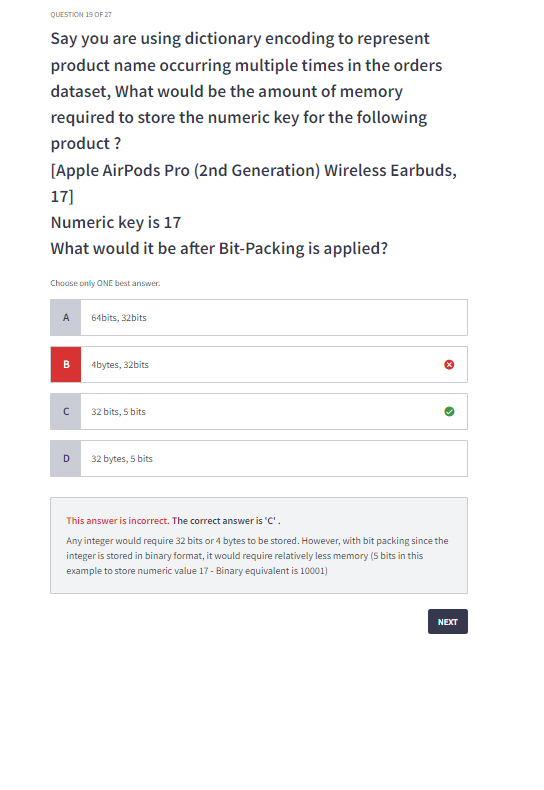 QUESTION 19 OF 27
Say you are using dictionary encoding to represent
product name occurring multiple times in the orders
dataset, What would be the amount of memory
required to store the numeric key for the following
product ?
[Apple AirPods Pro (2nd Generation) Wireless Earbuds,
17]
Numeric key is 17
What would it be after Bit-Packing is applied?
Choose only ONE best answer.
A 64bits, 32bits
B 4bytes, 32bits
C 32 bits, 5 bits
D 32 bytes, 5 bits
This answer is incorrect. The correct answer is 'C' .
Any integer would require 32 bits or 4 bytes to be stored. However, with bit packing since the
integer is stored in binary format, it would require relatively less memory (5 bits in this
example to store numeric value 17 - Binary equivalent is 10001)
NEXT